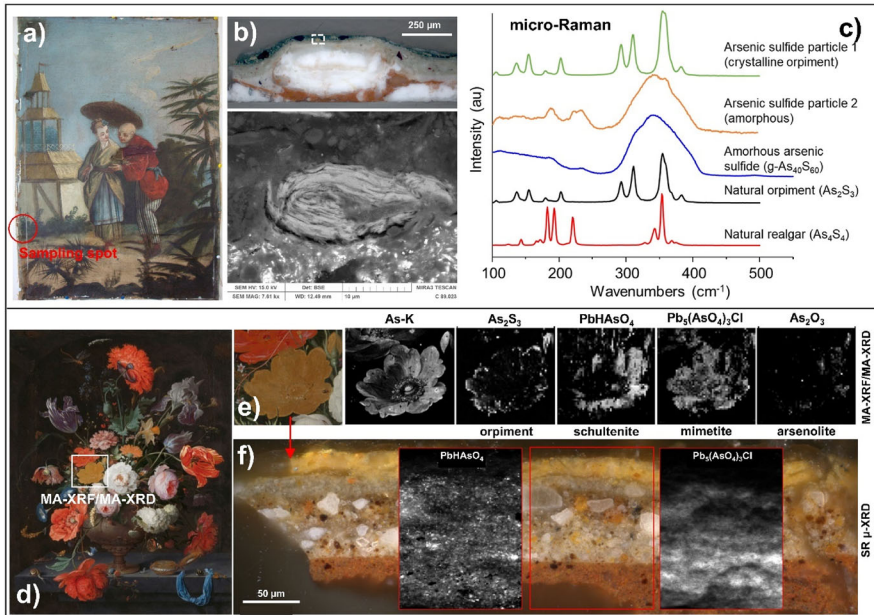 a)
Sampling spot
b)
250 µm
SEM HV: 15.0 kV
Det: BSE
MIRA3 TESCAN
SEM MAG: 7.61 kx
WD: 12.49 mm
10 µm
C 89.023
c)
micro-Raman
Intensity (au)
Arsenic sulfide particle 1
(crystalline orpiment)
Arsenic sulfide particle 2
(amorphous)
Amorhous arsenic
sulfide (g-As₄₀S₆₀)
Natural orpiment (As₂S₃)
Natural realgar (As₄S₄)
100 200 300 400 500
Wavenumbers (cm⁻¹)
d)
MA-XRF/MA-XRD
e)
As-K
As₂S₃
PbHAsO₄
Pb₅(AsO₄)₃Cl
As₂O₃
orpiment
schultenite
mimetite
arsenolite
MA-XRF/MA-XRD
f)
PbHAsO₄
Pb₅(AsO₄)₃Cl
50 µm
SR µ-XRD